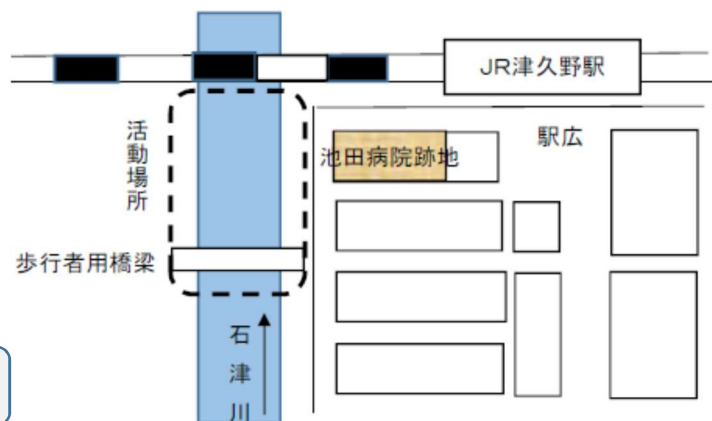 JR津久野駅
活動場所
池田病院跡地
駅広
歩行者用橋梁
石津川